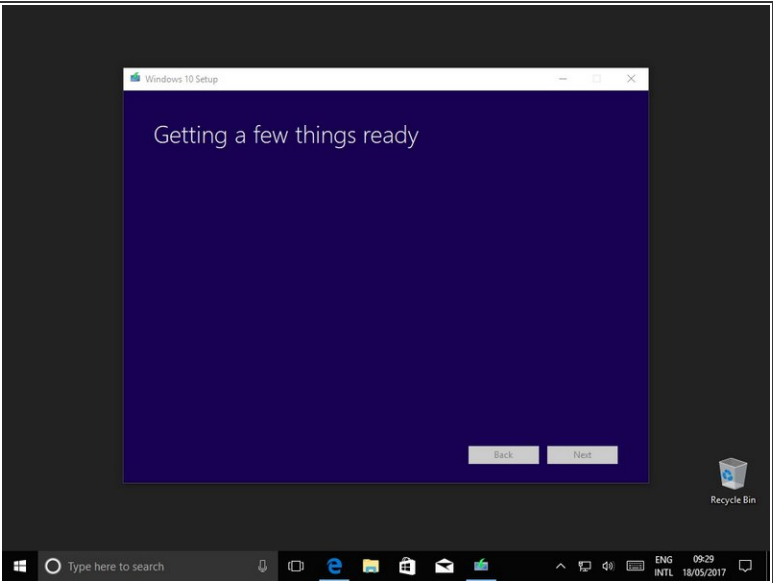 Windows 10 Setup
Getting a few things ready
Back
Next
Recycle Bin
Type here to search
ENG
INTL
09:29
18/05/2017